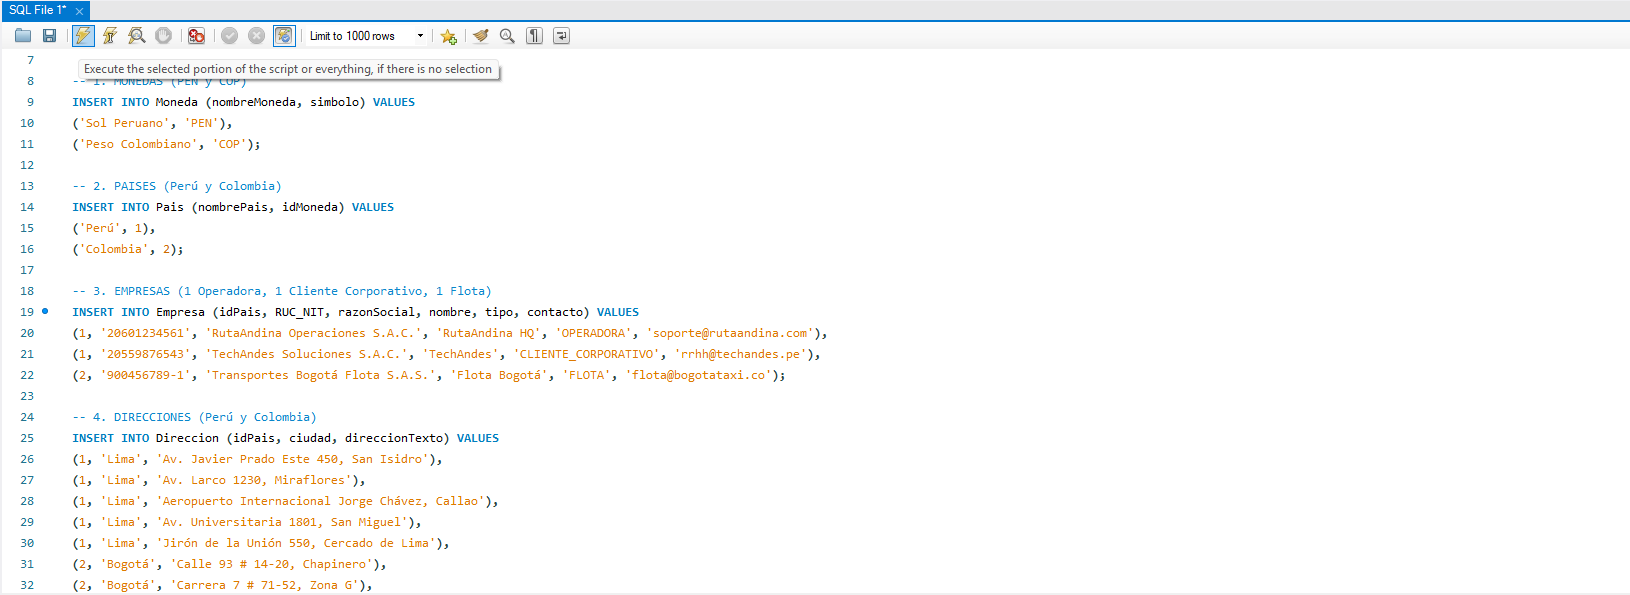 SQL File 1*
Limit to 1000 rows
7
Execute the selected portion of the script or everything, if there is no selection
8 -- 1. MONEDAS (PEN y COP)
9 INSERT INTO Moneda (nombreMoneda, simbolo) VALUES
10 ('Sol Peruano', 'PEN'),
11 ('Peso Colombiano', 'COP');
12
13 -- 2. PAISES (Perú y Colombia)
14 INSERT INTO Pais (nombrePais, idMoneda) VALUES
15 ('Perú', 1),
16 ('Colombia', 2);
17
18 -- 3. EMPRESAS (1 Operadora, 1 Cliente Corporativo, 1 Flota)
19 INSERT INTO Empresa (idPais, RUC_NIT, razonSocial, nombre, tipo, contacto) VALUES
20 (1, '20601234561', 'RutaAndina Operaciones S.A.C.', 'RutaAndina HQ', 'OPERADORA', 'soporte@rutaandina.com'),
21 (1, '20559876543', 'TechAndes Soluciones S.A.C.', 'TechAndes', 'CLIENTE_CORPORATIVO', 'rrhh@techandes.pe'),
22 (2, '900456789-1', 'Transportes Bogotá Flota S.A.S.', 'Flota Bogotá', 'FLOTA', 'flota@bogotataxi.co');
23
24 -- 4. DIRECCIONES (Perú y Colombia)
25 INSERT INTO Direccion (idPais, ciudad, direccionTexto) VALUES
26 (1, 'Lima', 'Av. Javier Prado Este 450, San Isidro'),
27 (1, 'Lima', 'Av. Larco 1230, Miraflores'),
28 (1, 'Lima', 'Aeropuerto Internacional Jorge Chávez, Callao'),
29 (1, 'Lima', 'Av. Universitaria 1801, San Miguel'),
30 (1, 'Lima', 'Jirón de la Unión 550, Cercado de Lima'),
31 (2, 'Bogotá', 'Calle 93 # 14-20, Chapinero'),
32 (2, 'Bogotá', 'Carrera 7 # 71-52, Zona G'),